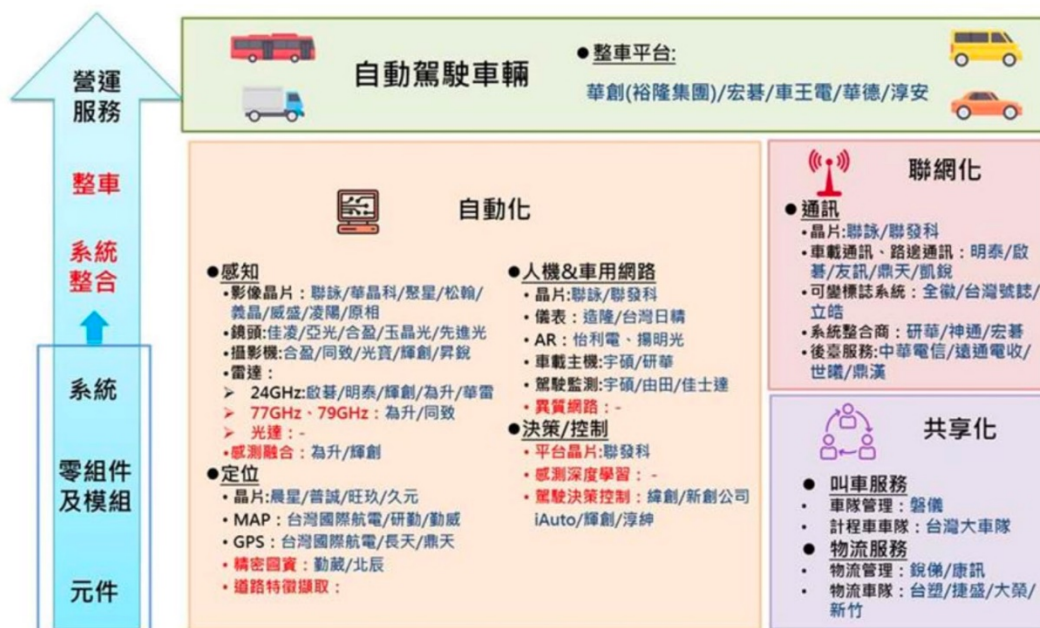 營運
服務
整車
系統
整合
系統
零組件
及模組
元件
自動駕駛車輛
●整車平台:
華創(裕隆集團)/宏碁/車王電/華德/淳安
自動化
●感知
•影像晶片：聯詠/華晶科/聚星/松翰/
義晶/威盛/凌陽/原相
•鏡頭:佳凌/亞光/合盈/玉晶光/先進光
•攝影機:合盈/同致/光寶/輝創/昇銳
•雷達：
➢ 24GHz:啟碁/明泰/輝創/為升/華雷
➢ 77GHz、79GHz：為升/同致
➢ 光達：-
•感測融合：為升/輝創
●定位
•晶片:晨星/普誠/旺玖/久元
•MAP：台灣國際航電/研勤/勤崴
•GPS：台灣國際航電/長天/鼎天
•精密圖資：勤崴/北辰
•道路特徵擷取：
●人機&車用網路
•晶片:聯詠/聯發科
•儀表：造隆/台灣日精
•AR：怡利電、揚明光
•車載主機:宇碩/研華
•駕駛監測:宇碩/由田/佳士達
•異質網路：-
●決策/控制
•平台晶片:聯發科
•感測深度學習：-
•駕駛決策控制：緯創/新創公司
iAuto/輝創/淳紳
聯網化
●通訊
•晶片:聯詠/聯發科
•車載通訊、路邊通訊：明泰/啟
碁/友訊/鼎天/凱銳
•可變標誌系統：全徽/台灣號誌/
立皓
•系統整合商：研華/神通/宏碁
•後臺服務:中華電信/遠通電收/
世曦/鼎漢
共享化
●叫車服務
•車隊管理：磐儀
•計程車車隊：台灣大車隊
●物流服務
•物流管理：銳俤/康訊
•物流車隊：台塑/捷盛/大榮/
新竹